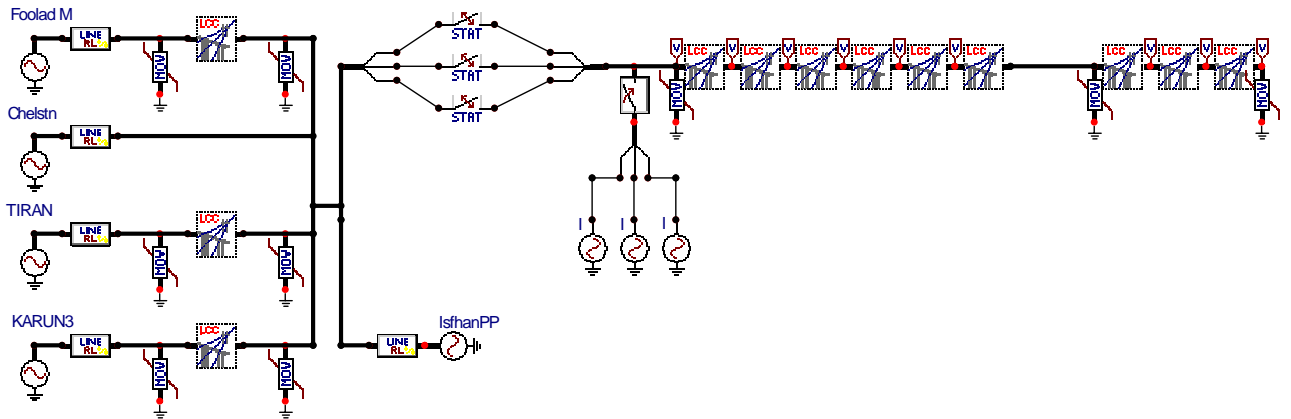 Foolad M
LINE
RL
LCC
MOV
MOV
STAT
STAT
STAT
V
LCC
V
LCC
V
LCC
V
LCC
V
LCC
V
LCC
MOV
LCC
V
LCC
V
LCC
V
MOV
MOV
Chelstn
LINE
RL
TIRAN
LINE
RL
LCC
MOV
MOV
I
I
I
KARUN3
LINE
RL
LCC
MOV
MOV
LINE
RL
IsfhanPP